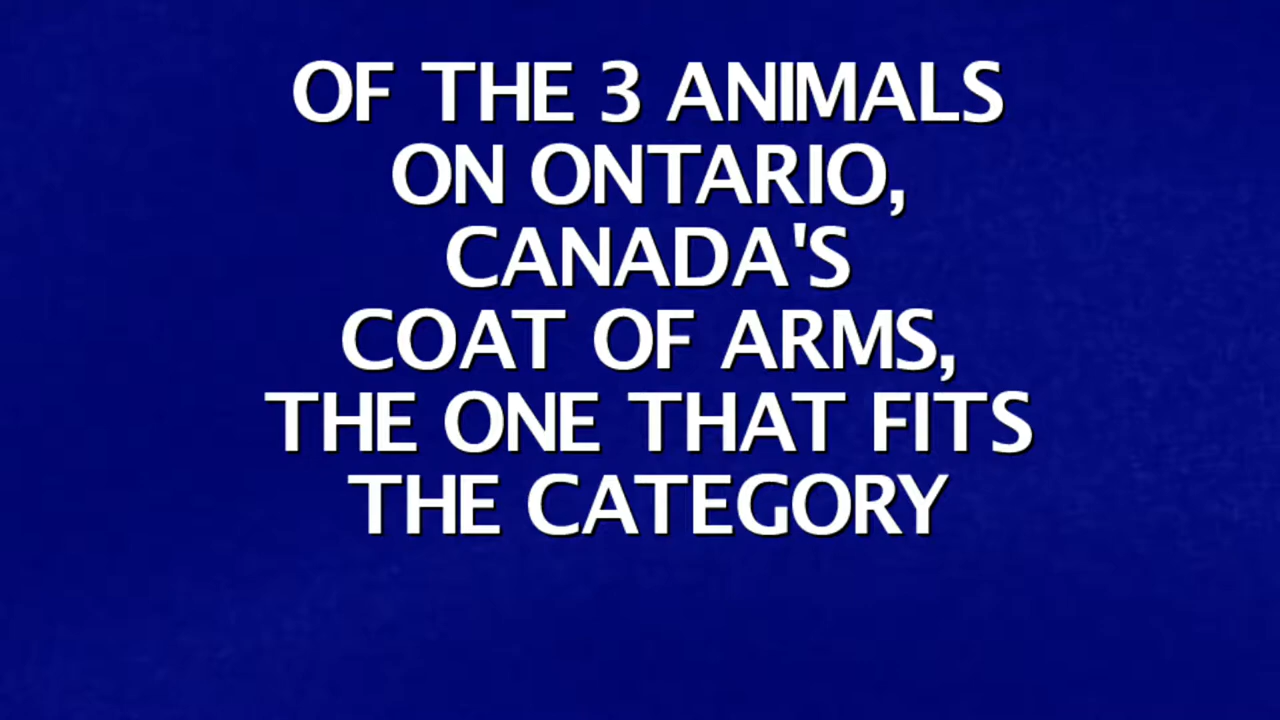 OF THE 3 ANIMALS
ON ONTARIO,
CANADA'S
COAT OF ARMS,
THE ONE THAT FITS
THE CATEGORY